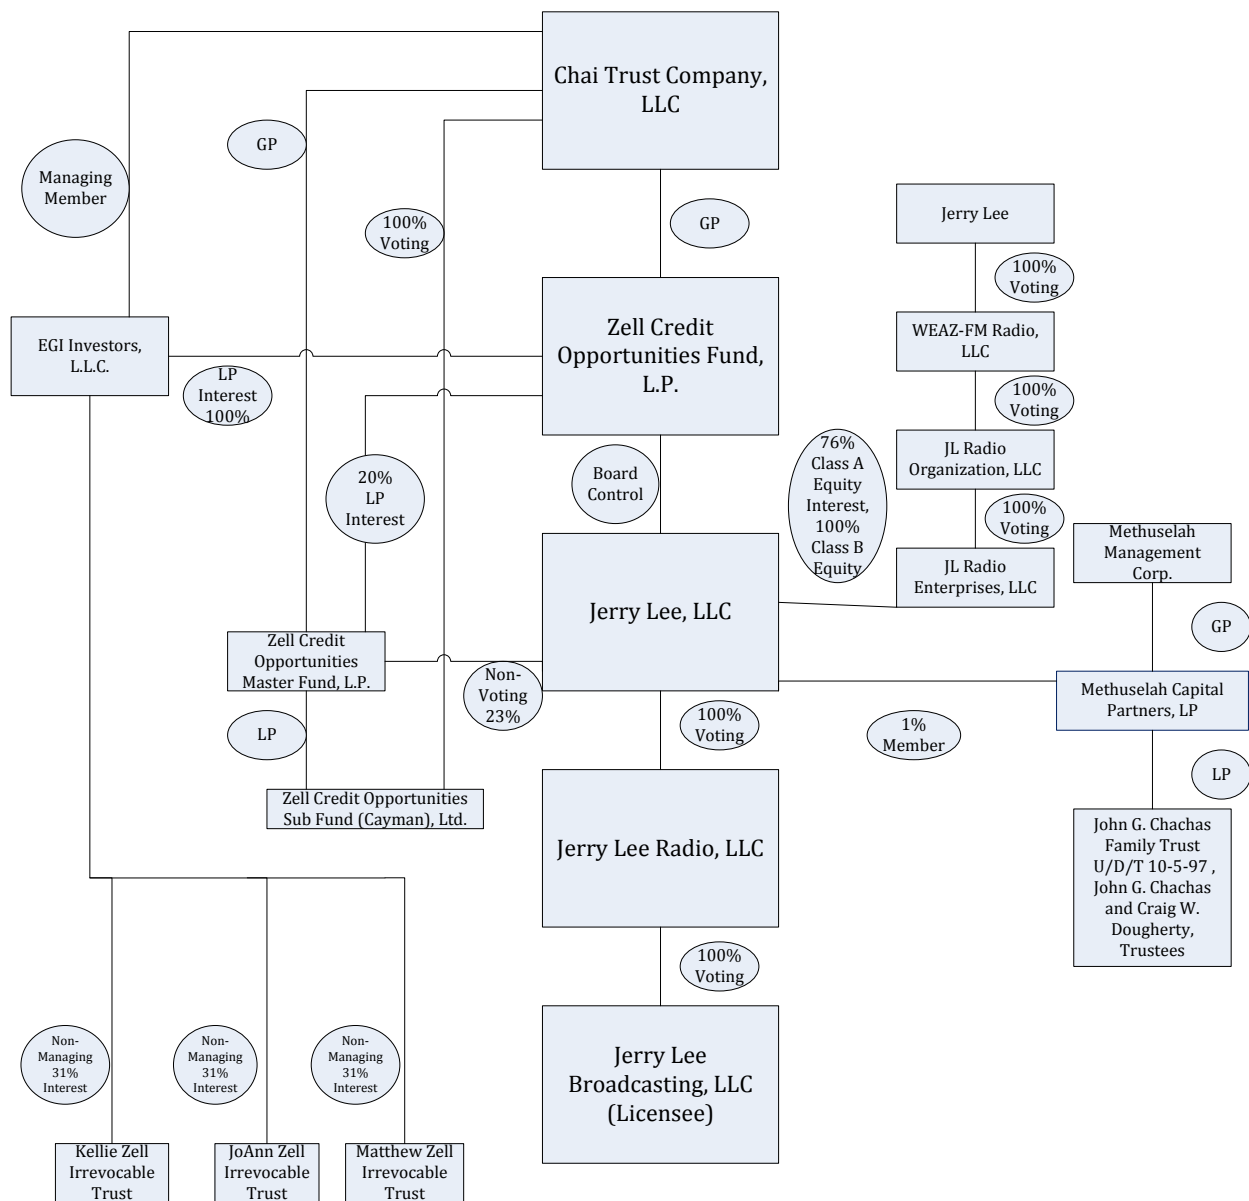 Chai Trust Company,
LLC
GP
Managing
Member
100%
Voting
GP
Jerry Lee
100%
Voting
EGI Investors,
L.L.C.
LP
Interest
100%
Zell Credit
Opportunities Fund,
L.P.
WEAZ-FM Radio,
LLC
100%
Voting
20%
LP
Interest
Board
Control
76%
Class A
Equity
Interest,
100%
Class B
Equity
JL Radio
Organization, LLC
100%
Voting
JL Radio
Enterprises, LLC
Methuselah
Management
Corp.
GP
Jerry Lee, LLC
Zell Credit
Opportunities
Master Fund, L.P.
Non-
Voting
23%
LP
100%
Voting
1%
Member
Methuselah Capital
Partners, LP
LP
Zell Credit Opportunities
Sub Fund (Cayman), Ltd.
Jerry Lee Radio, LLC
John G. Chachas
Family Trust
U/D/T 10-5-97 ,
John G. Chachas
and Craig W.
Dougherty,
Trustees
100%
Voting
Non-
Managing
31%
Interest
Non-
Managing
31%
Interest
Non-
Managing
31%
Interest
Jerry Lee
Broadcasting, LLC
(Licensee)
Kellie Zell
Irrevocable
Trust
JoAnn Zell
Irrevocable
Trust
Matthew Zell
Irrevocable
Trust